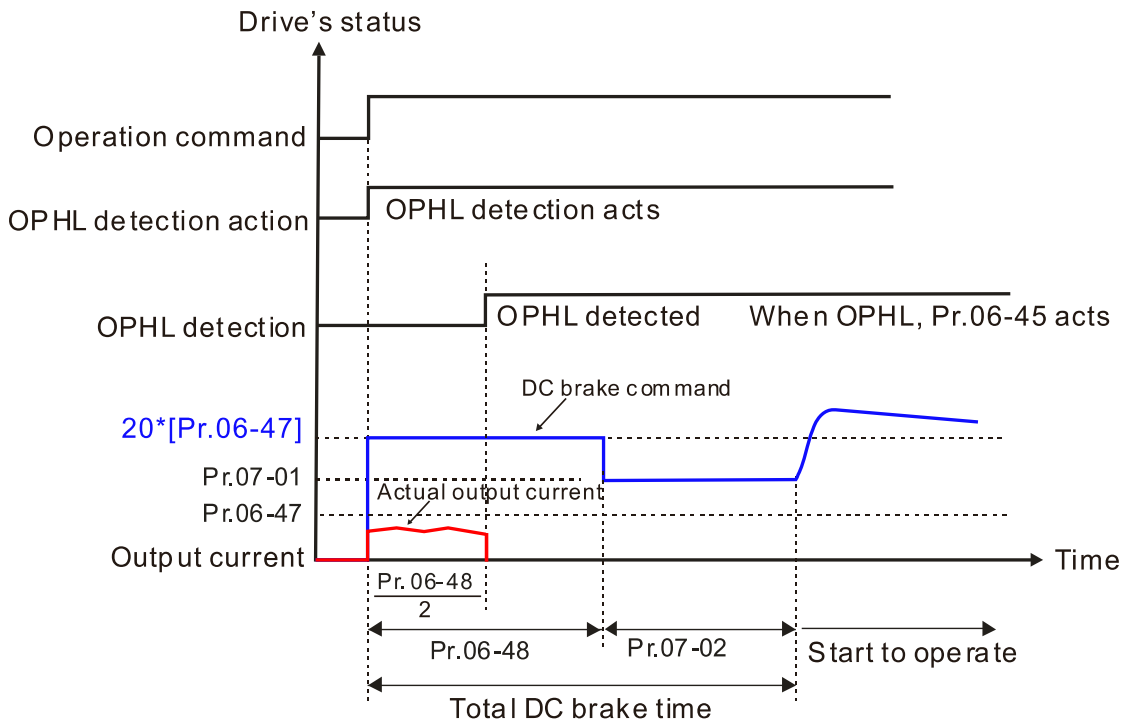 Drive's status
Operation command
OPHL detection action
OPHL detection acts
OPHL detection
OPHL detected
When OPHL, Pr.06-45 acts
DC brake command
20*[Pr.06-47]
Pr.07-01
Actual output current
Pr.06-47
Output current
Time
Pr.06-48
2
Pr.06-48
Pr.07-02
Start to operate
Total DC brake time